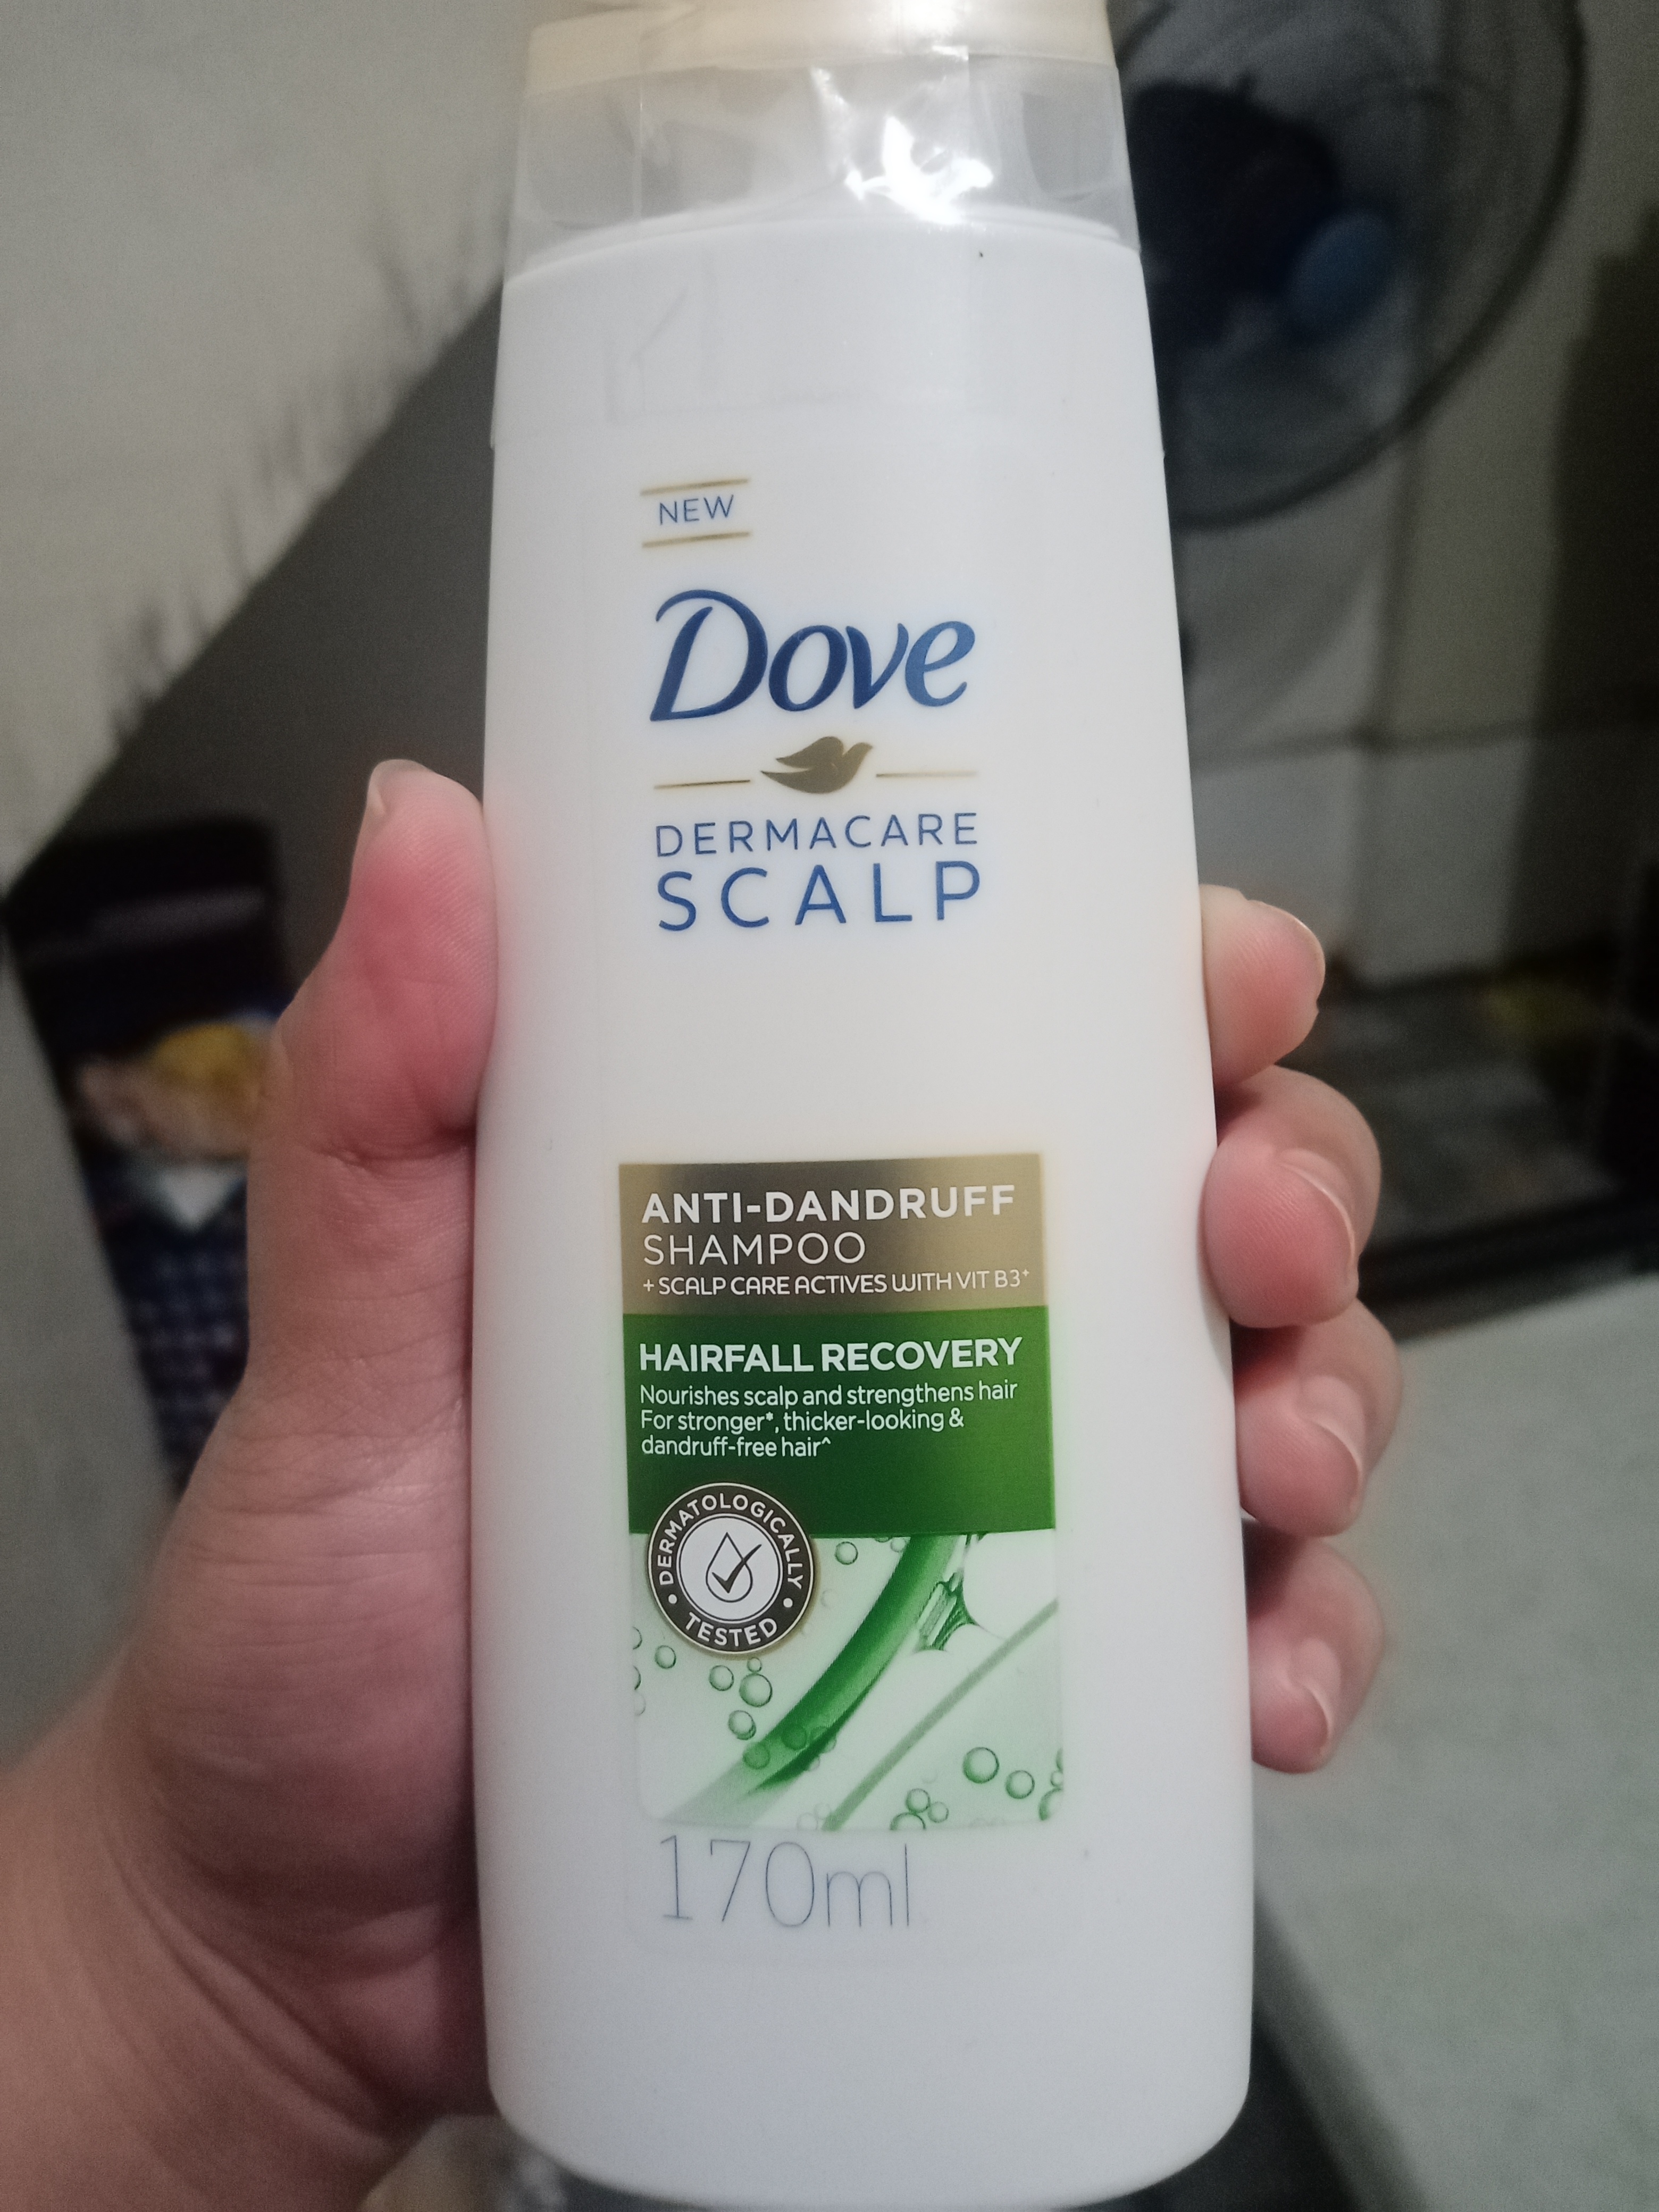 NEW
Dove
DERMACARE
SCALP
ANTI-DANDRUFF
SHAMPOO
+ SCALP CARE ACTIVES WITH VIT B3⁺
HAIRFALL RECOVERY
Nourishes scalp and strengthens hair
For stronger*, thicker-looking &
dandruff-free hair^
DERMATOLOGICALLY
TESTED
170ml